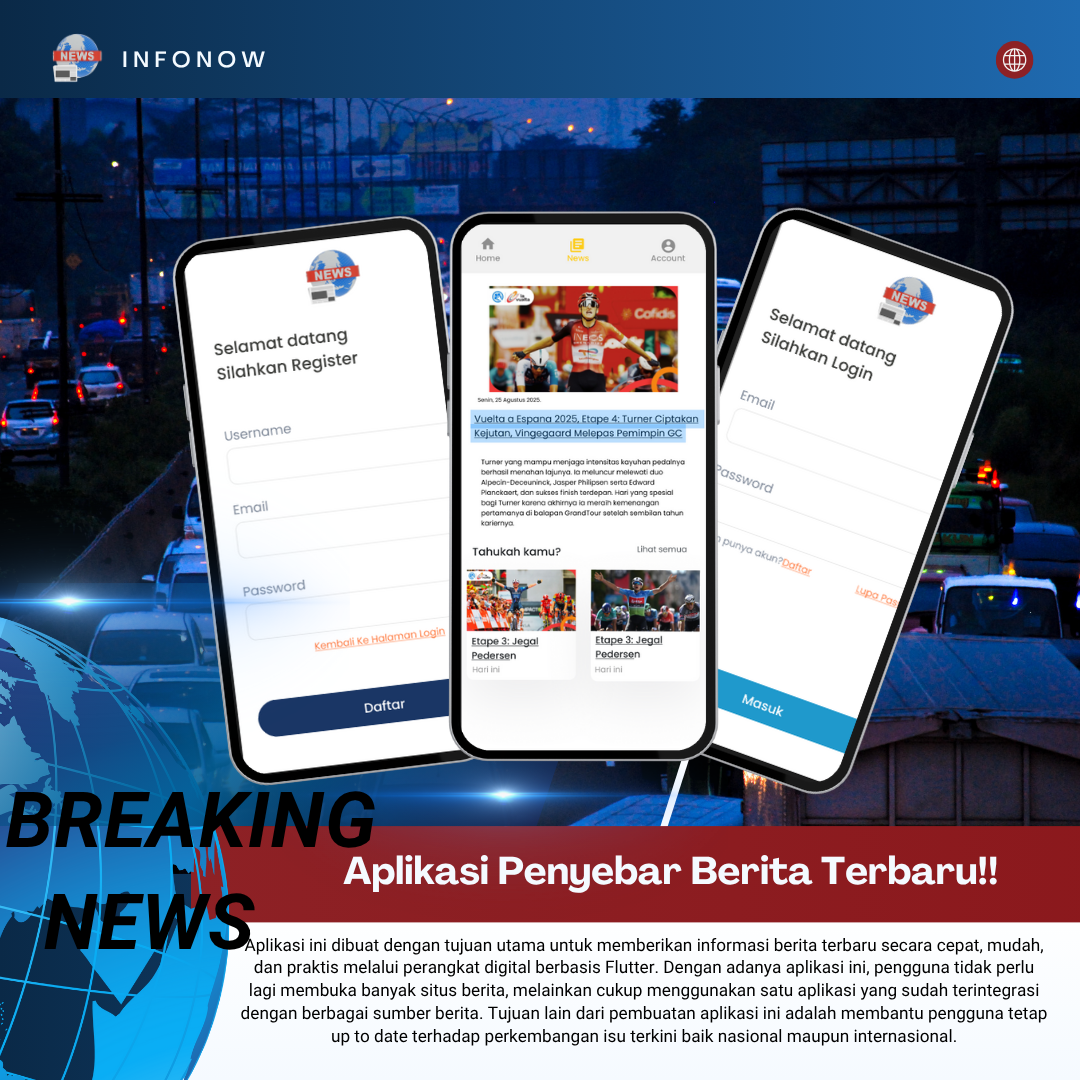 NEWS
INFONOW
NEWS
Selamat datang
Silahkan Register
Username
Email
Password
Kembali Ke Halaman Login
Daftar
Home
News
Account
la vuelta
Cofidis
INEOS
Senin, 25 Agustus 2025.
Vuelta a Espana 2025, Etape 4: Turner Ciptakan
Kejutan, Vingegaard Melepas Pemimpin GC
Turner yang mampu menjaga intensitas kayuhan pedalnya
berhasil menahan lajunya. Ia meluncur melewati duo
Alpecin-Deceuninck, Jasper Philipsen serta Edward
Planckaert, dan sukses finish terdepan. Hari yang spesial
bagi Turner karena akhirnya ia meraih kemenangan
pertamanya di balapan GrandTour setelah sembilan tahun
kariernya.
Tahukah kamu?
Lihat semua
Etape 3: Jegal
Pedersen
Hari ini
Etape 3: Jegal
Pedersen
Hari ini
NEWS
Selamat datang
Silahkan Login
Email
Password
punya akun?Daftar
Lupa Pas
Masuk
BREAKING
NEWS
Aplikasi Penyebar Berita Terbaru!!
Aplikasi ini dibuat dengan tujuan utama untuk memberikan informasi berita terbaru secara cepat, mudah,
dan praktis melalui perangkat digital berbasis Flutter. Dengan adanya aplikasi ini, pengguna tidak perlu
lagi membuka banyak situs berita, melainkan cukup menggunakan satu aplikasi yang sudah terintegrasi
dengan berbagai sumber berita. Tujuan lain dari pembuatan aplikasi ini adalah membantu pengguna tetap
up to date terhadap perkembangan isu terkini baik nasional maupun internasional.